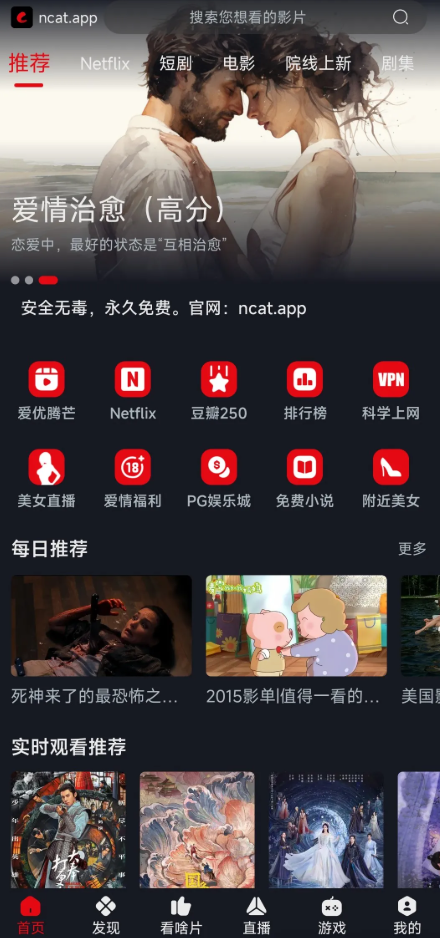 ncat.app
搜索您想看的影片
推荐 Netflix 短剧 电影 院线上新 剧集
爱情治愈（高分）
恋爱中，最好的状态是“互相治愈”
安全无毒，永久免费。官网：ncat.app
N VPN
爱优腾芒 Netflix 豆瓣250 排行榜 科学上网
18 $
美女直播 爱情福利 PG娱乐城 免费小说 附近美女
每日推荐 更多
死神来了的最恐怖之...
2015影单|值得一看的...
美国
实时观看推荐
首页 发现 看啥片 直播 游戏 我的